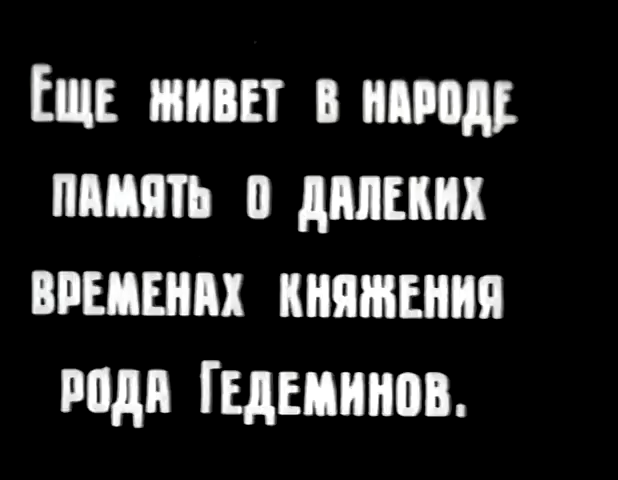 Еще живет в народе
память о далеких
временах княжения
рода Гедеминов.